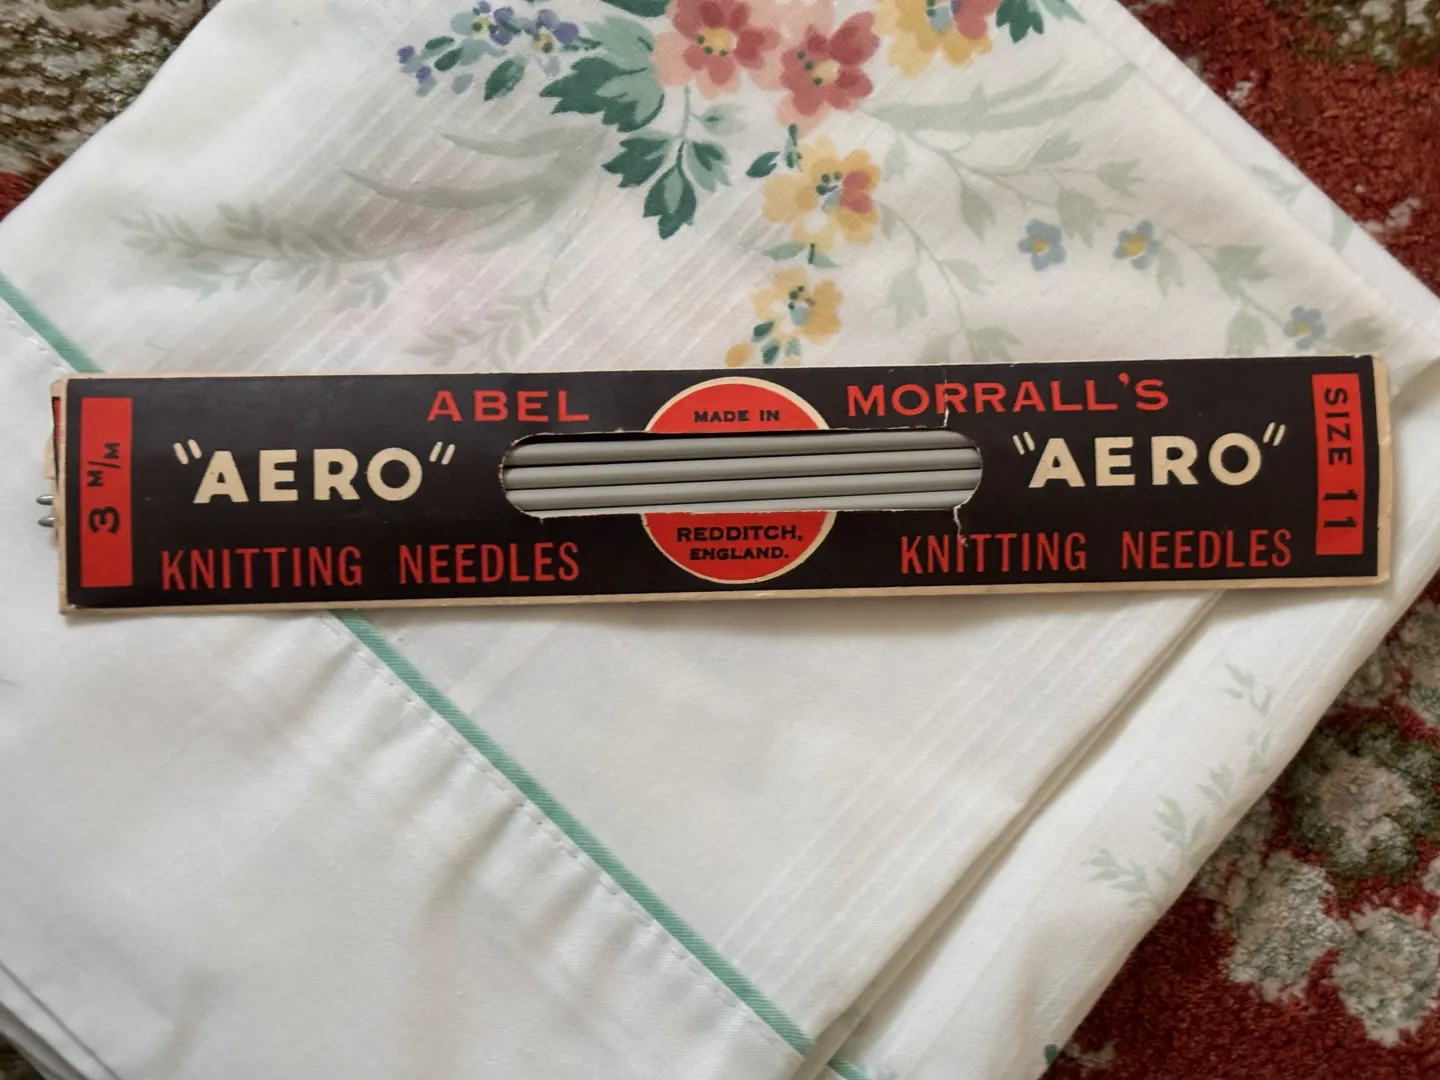 3 M/M
ABEL MORRALL'S
"AERO"
KNITTING NEEDLES
MADE IN
REDDITCH,
ENGLAND.
"AERO"
KNITTING NEEDLES
SIZE 11